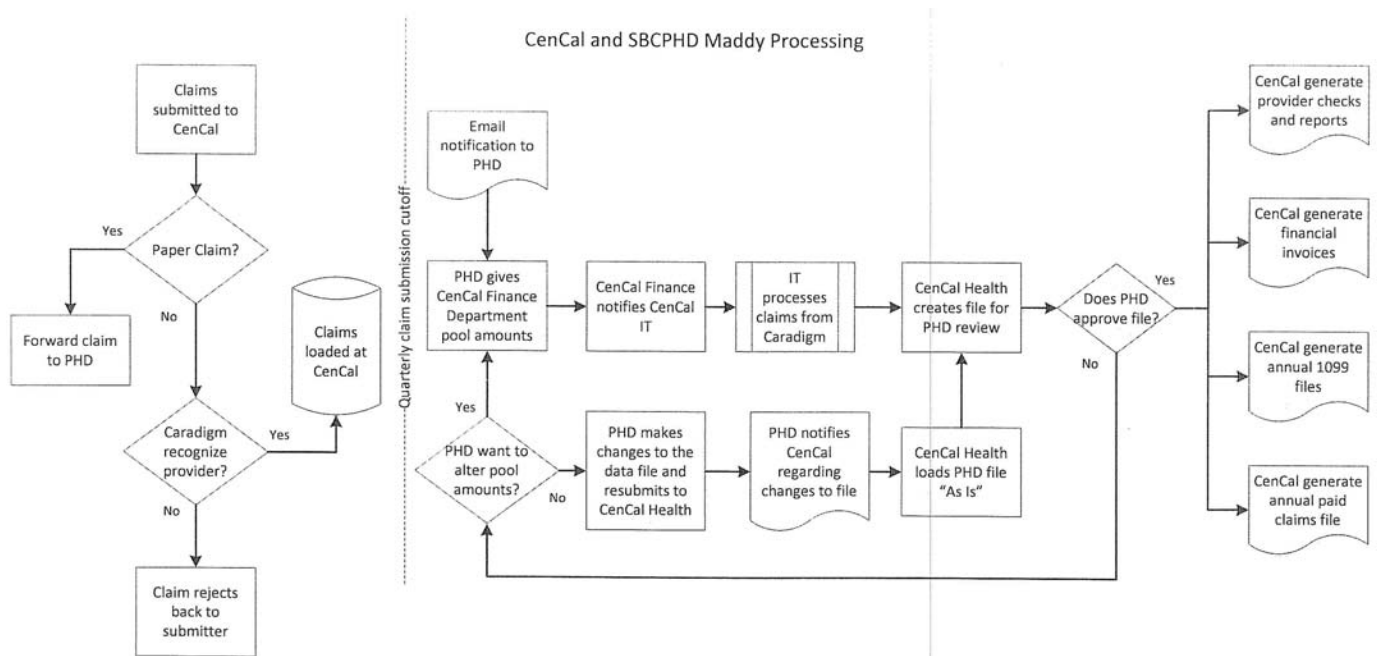 CenCal and SBCPHD Maddy Processing
Claims
submitted to
CenCal
Paper Claim?
Yes
No
Forward claim
to PHD
Caradigm
recognize
provider?
Yes
No
Claims
loaded at
CenCal
Claim rejects
back to
submitter
Quarterly claim submission cutoff
Email
notification to
PHD
PHD gives
CenCal Finance
Department
pool amounts
CenCal Finance
notifies CenCal
IT
IT
processes
claims from
Caradigm
CenCal Health
creates file for
PHD review
Does PHD
approve file?
Yes
No
PHD want to
alter pool
amounts?
Yes
No
PHD makes
changes to the
data file and
resubmits to
CenCal Health
PHD notifies
CenCal
regarding
changes to file
CenCal Health
loads PHD file
"As Is"
CenCal generate
provider checks
and reports
CenCal generate
financial
invoices
CenCal generate
annual 1099
files
CenCal generate
annual paid
claims file